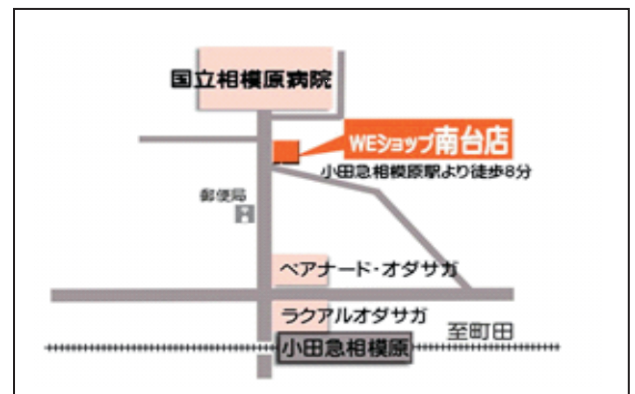 国立相模原病院
WEショップ南台店
小田急相模原駅より徒歩8分
郵便局
ペアナード・オダサガ
ラクアルオダサガ
至町田
小田急相模原